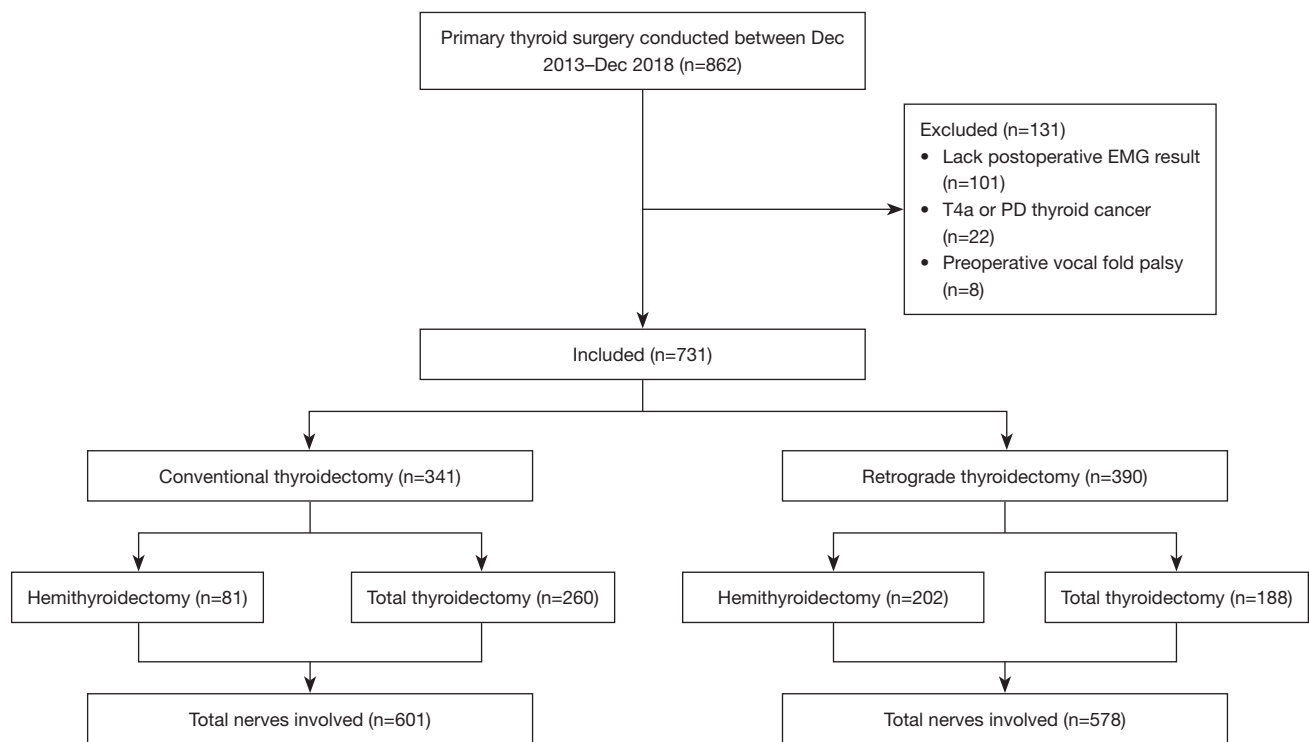 Primary thyroid surgery conducted between Dec
2013–Dec 2018 (n=862)
Excluded (n=131)
• Lack postoperative EMG result
(n=101)
• T4a or PD thyroid cancer
(n=22)
• Preoperative vocal fold palsy
(n=8)
Included (n=731)
Conventional thyroidectomy (n=341)
Retrograde thyroidectomy (n=390)
Hemithyroidectomy (n=81)
Total thyroidectomy (n=260)
Hemithyroidectomy (n=202)
Total thyroidectomy (n=188)
Total nerves involved (n=601)
Total nerves involved (n=578)